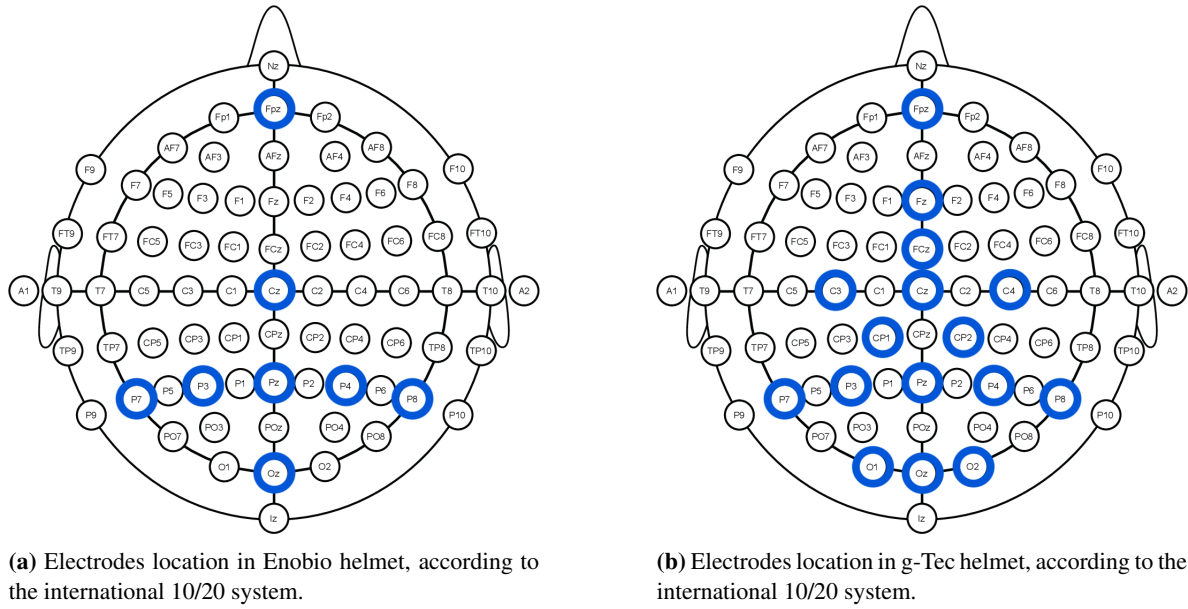 Nz
Fp1 Fpz Fp2
AF7 AF3 AFz AF4 AF8
F9 F7 F5 F3 F1 Fz F2 F4 F6 F8 F10
FT9 FT7 FC5 FC3 FC1 FCz FC2 FC4 FC6 FC8 FT10
A1 T9 T7 C5 C3 C1 Cz C2 C4 C6 T8 T10 A2
TP9 TP7 CP5 CP3 CP1 CPz CP2 CP4 CP6 TP8 TP10
P9 P7 P5 P3 P1 Pz P2 P4 P6 P8 P10
PO7 PO3 POz PO4 PO8
O1 Oz O2
Iz
(a) Electrodes location in Enobio helmet, according to
the international 10/20 system.
Nz
Fp1 Fpz Fp2
AF7 AF3 AFz AF4 AF8
F9 F7 F5 F3 F1 Fz F2 F4 F6 F8 F10
FT9 FT7 FC5 FC3 FC1 FCz FC2 FC4 FC6 FC8 FT10
A1 T9 T7 C5 C3 C1 Cz C2 C4 C6 T8 T10 A2
TP9 TP7 CP5 CP3 CP1 CPz CP2 CP4 CP6 TP8 TP10
P9 P7 P5 P3 P1 Pz P2 P4 P6 P8 P10
PO7 PO3 POz PO4 PO8
O1 Oz O2
Iz
(b) Electrodes location in g-Tec helmet, according to the
international 10/20 system.